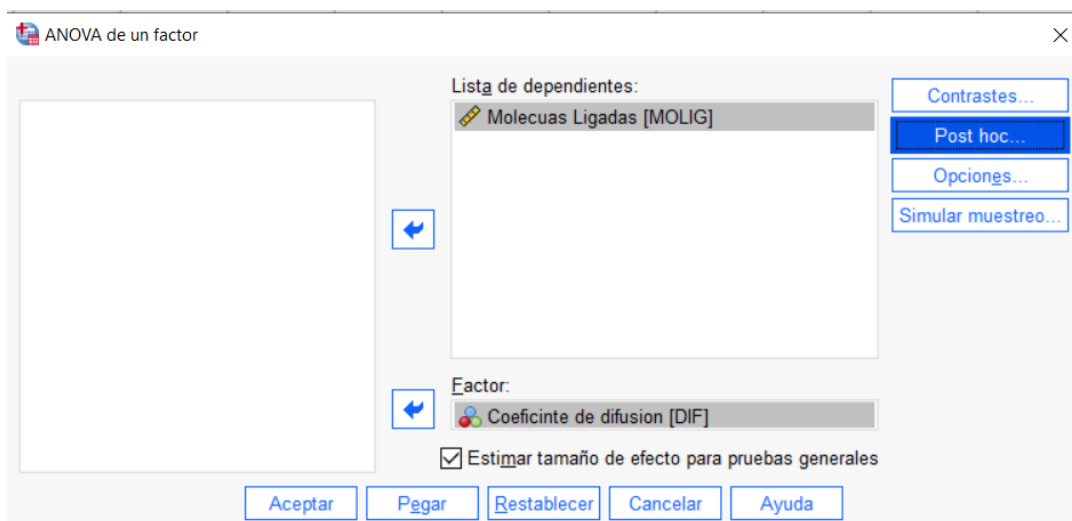 ANOVA de un factor
Lista de dependientes:
Molecuas Ligadas [MOLIG]
Contrastes...
Post hoc...
Opciones...
Simular muestreo...
Factor:
Coeficinte de difusion [DIF]
Estimar tamaño de efecto para pruebas generales
Aceptar Pegar Restablecer Cancelar Ayuda